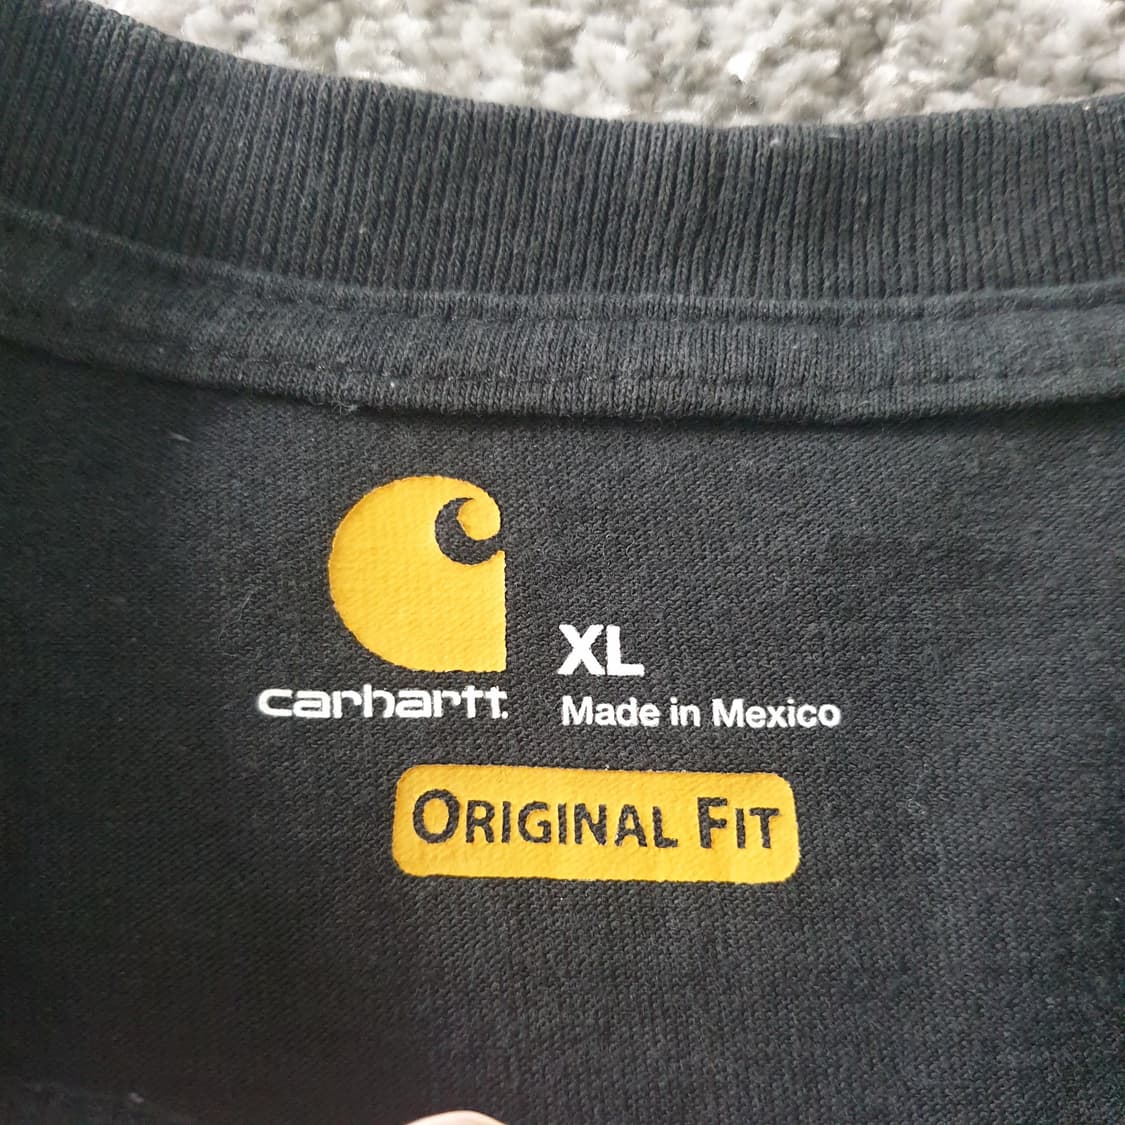 carhartt.
XL
Made in Mexico
ORIGINAL FIT